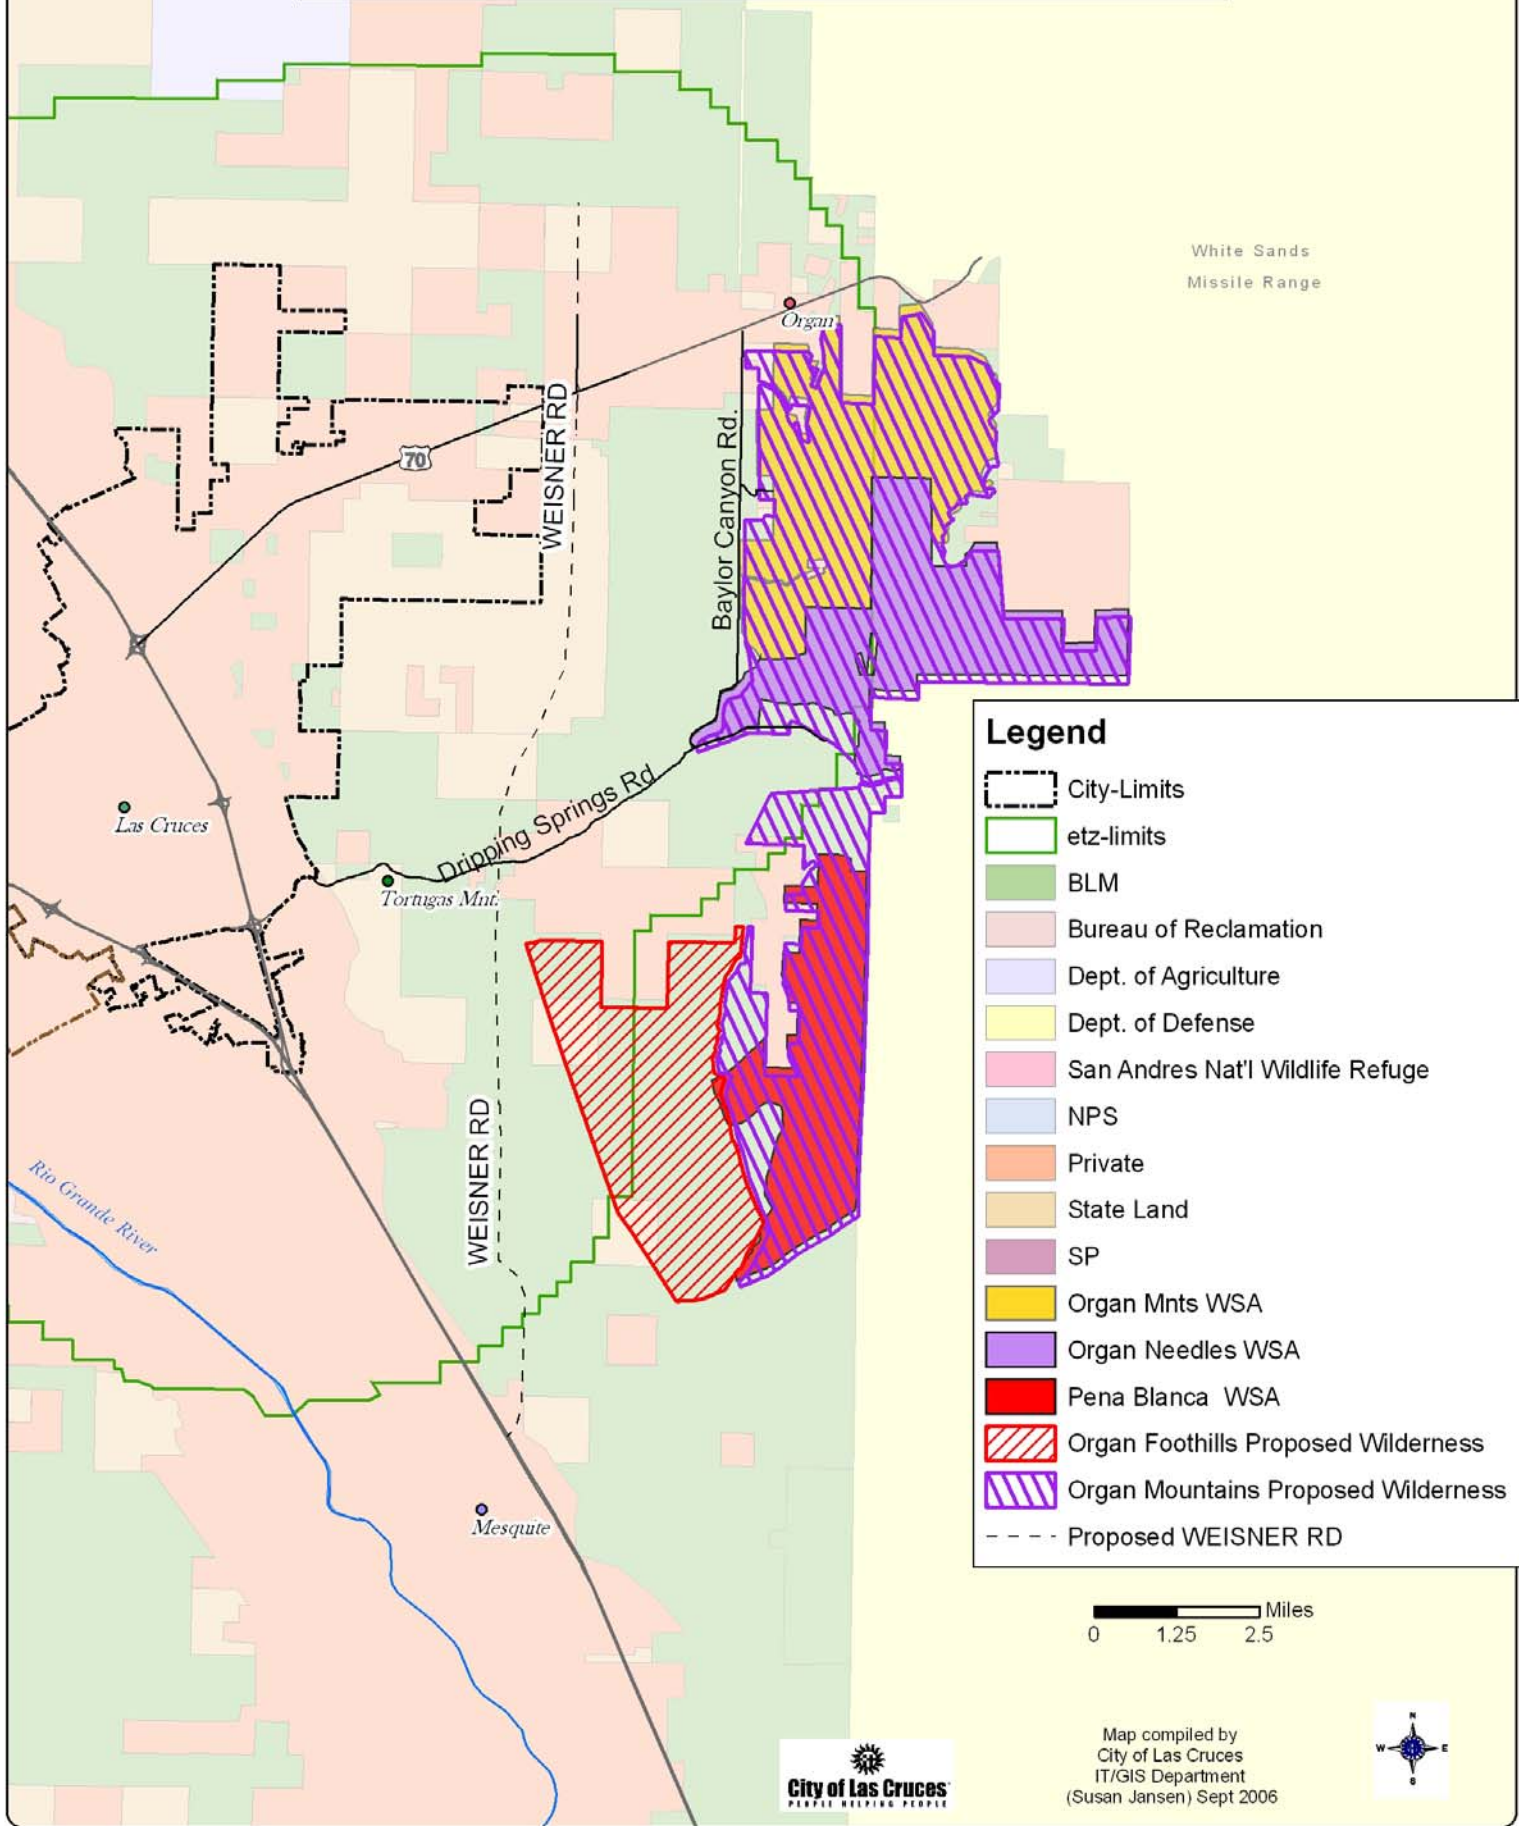 White Sands
Missile Range
Organ
WEISNER RD
70
Baylor Canyon Rd.
Las Cruces
Dripping Springs Rd
Tortugas Mnt.
WEISNER RD
Rio Grande River
Mesquite
Legend
City-Limits
etz-limits
BLM
Bureau of Reclamation
Dept. of Agriculture
Dept. of Defense
San Andres Nat'l Wildlife Refuge
NPS
Private
State Land
SP
Organ Mnts WSA
Organ Needles WSA
Pena Blanca WSA
Organ Foothills Proposed Wilderness
Organ Mountains Proposed Wilderness
Proposed WEISNER RD
Miles
0 1.25 2.5
City of Las Cruces
PEOPLE HELPING PEOPLE
Map compiled by
City of Las Cruces
IT/GIS Department
(Susan Jansen) Sept 2006
N
W E
S